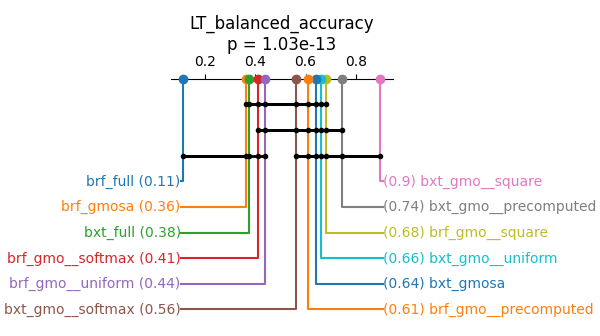 LT_balanced_accuracy
p = 1.03e-13
0.2 0.4 0.6 0.8
brf_full (0.11)
(0.9) bxt_gmo__square
brf_gmosa (0.36)
(0.74) bxt_gmo__precomputed
bxt_full (0.38)
(0.68) brf_gmo__square
brf_gmo__softmax (0.41)
(0.66) bxt_gmo__uniform
brf_gmo__uniform (0.44)
(0.64) bxt_gmosa
bxt_gmo__softmax (0.56)
(0.61) brf_gmo__precomputed